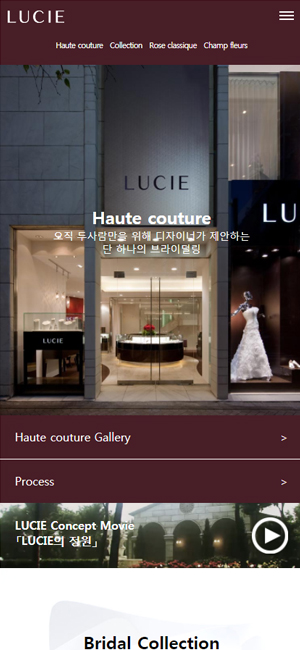 LUCIE
Haute couture Collection Rose classique Champ fleurs
LUCIE
LU
Haute couture
오직 두사람만을 위해 디자이너가 제안하는
단 하나의 브라이덜링
LUCIE
Haute couture Gallery >
Process >
LUCIE Concept Movie
「LUCIE의 정원」
Bridal Collection